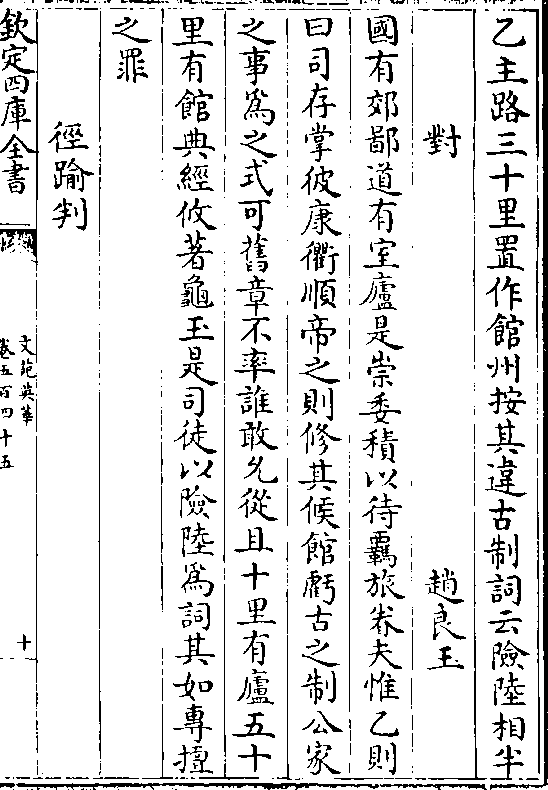 乙主路三十里置作館州按其違古制詞云險陸相半
對　趙良玉
國有郊鄙道有室廬是崇委積以待羈旅眷夫惟乙則
曰司存掌彼康衢順帝之則修其候館虧古之制公家
之事為之式可舊章不率誰敢允從且十里有廬五十
里有館典經攸著龜玉是司徒以險陸為詞其如專擅
之罪
徑踰判
欽定四庫全書
文苑英華
卷五百四十五
十